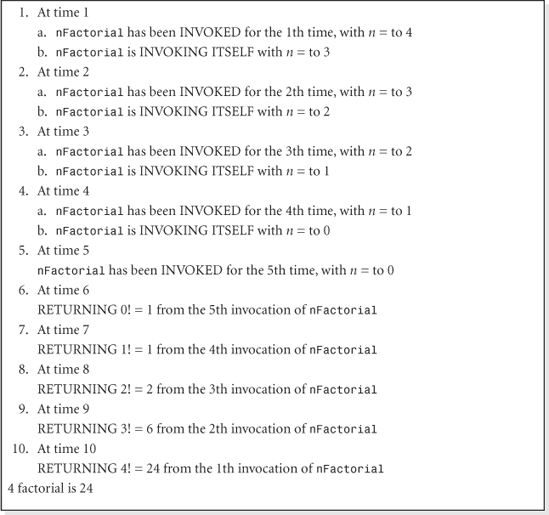 1. At time 1
a. nFactorial has been INVOKED for the 1th time, with n = to 4
b. nFactorial is INVOKING ITSELF with n = to 3
2. At time 2
a. nFactorial has been INVOKED for the 2th time, with n = to 3
b. nFactorial is INVOKING ITSELF with n = to 2
3. At time 3
a. nFactorial has been INVOKED for the 3th time, with n = to 2
b. nFactorial is INVOKING ITSELF with n = to 1
4. At time 4
a. nFactorial has been INVOKED for the 4th time, with n = to 1
b. nFactorial is INVOKING ITSELF with n = to 0
5. At time 5
nFactorial has been INVOKED for the 5th time, with n = to 0
6. At time 6
RETURNING 0! = 1 from the 5th invocation of nFactorial
7. At time 7
RETURNING 1! = 1 from the 4th invocation of nFactorial
8. At time 8
RETURNING 2! = 2 from the 3th invocation of nFactorial
9. At time 9
RETURNING 3! = 6 from the 2th invocation of nFactorial
10. At time 10
RETURNING 4! = 24 from the 1th invocation of nFactorial
4 factorial is 24